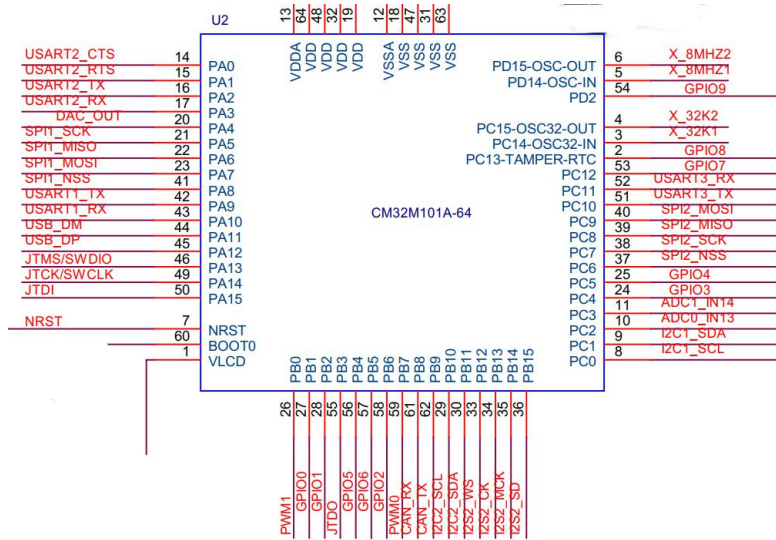 U2
13 64 48 32 19 12 18 47 31 63
VDDA VDD VDD VDD VDD VSSA VSS VSS VSS VSS
USART2_CTS 14 PA0
USART2_RTS 15 PA1
USART2_TX 16 PA2
USART2_RX 17 PA3
DAC_OUT 20 PA4
SPI1_SCK 21 PA5
SPI1_MISO 22 PA6
SPI1_MOSI 23 PA7
SPI1_NSS 41 PA8
USART1_TX 42 PA9
USART1_RX 43 PA10
USB_DM 44 PA11
USB_DP 45 PA12
JTMS/SWDIO 46 PA13
JTCK/SWCLK 49 PA14
JTDI 50 PA15
NRST 7 NRST
60 BOOT0
1 VLCD
CM32M101A-64
PD15-OSC-OUT 6 X_8MHZ2
PD14-OSC-IN 5 X_8MHZ1
PD2 54 GPIO9
PC15-OSC32-OUT 4 X_32K2
PC14-OSC32-IN 3 X_32K1
PC13-TAMPER-RTC 2 GPIO8
PC12 53 GPIO7
PC11 52 USART3_RX
PC10 51 USART3_TX
PC9 40 SPI2_MOSI
PC8 39 SPI2_MISO
PC7 38 SPI2_SCK
PC6 37 SPI2_NSS
PC5 25 GPIO4
PC4 24 GPIO3
PC3 11 ADC1_IN14
PC2 10 ADC0_IN13
PC1 9 I2C1_SDA
PC0 8 I2C1_SCL
PB0 PB1 PB2 PB3 PB4 PB5 PB6 PB7 PB8 PB9 PB10 PB11 PB12 PB13 PB14 PB15
26 27 28 55 56 57 58 59 61 62 29 30 33 34 35 36
PWM1 GPIO0 GPIO1 JTDO GPIO5 GPIO6 GPIO2 PWM0 CAN_RX CAN_TX I2C2_SCL I2C2_SDA I2S2_WS I2S2_CK I2S2_MCK I2S2_SD